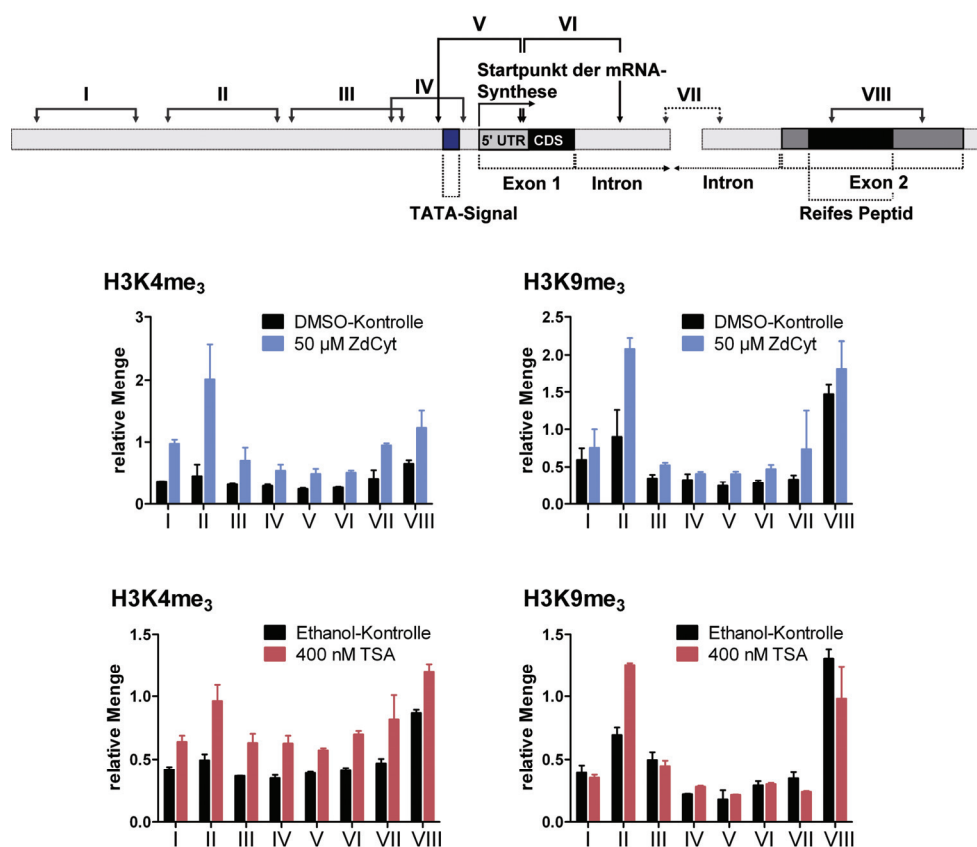 V VI
Startpunkt der mRNA-
Synthese
I II III IV VII VIII
5' UTR CDS
Exon 1 Intron Intron Exon 2
TATA-Signal Reifes Peptid
H3K4me₃
DMSO-Kontrolle
50 µM ZdCyt
relative Menge
3
2
1
0
I II III IV V VI VII VIII
H3K9me₃
DMSO-Kontrolle
50 µM ZdCyt
relative Menge
2.5
2.0
1.5
1.0
0.5
0.0
I II III IV V VI VII VIII
H3K4me₃
Ethanol-Kontrolle
400 nM TSA
relative Menge
1.5
1.0
0.5
0.0
I II III IV V VI VII VIII
H3K9me₃
Ethanol-Kontrolle
400 nM TSA
relative Menge
1.5
1.0
0.5
0.0
I II III IV V VI VII VIII